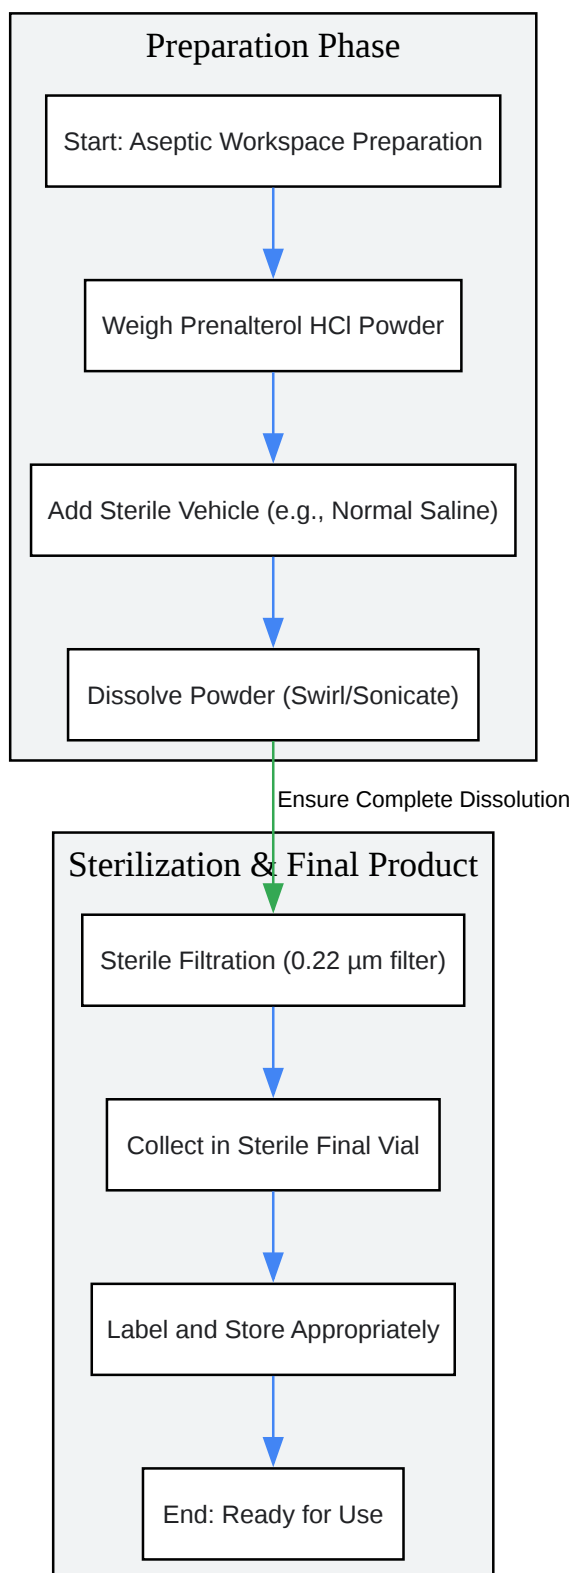 Preparation Phase
Start: Aseptic Workspace Preparation
Weigh Prenalterol HCl Powder
Add Sterile Vehicle (e.g., Normal Saline)
Dissolve Powder (Swirl/Sonicate)
Ensure Complete Dissolution
Sterilization & Final Product
Sterile Filtration (0.22 µm filter)
Collect in Sterile Final Vial
Label and Store Appropriately
End: Ready for Use